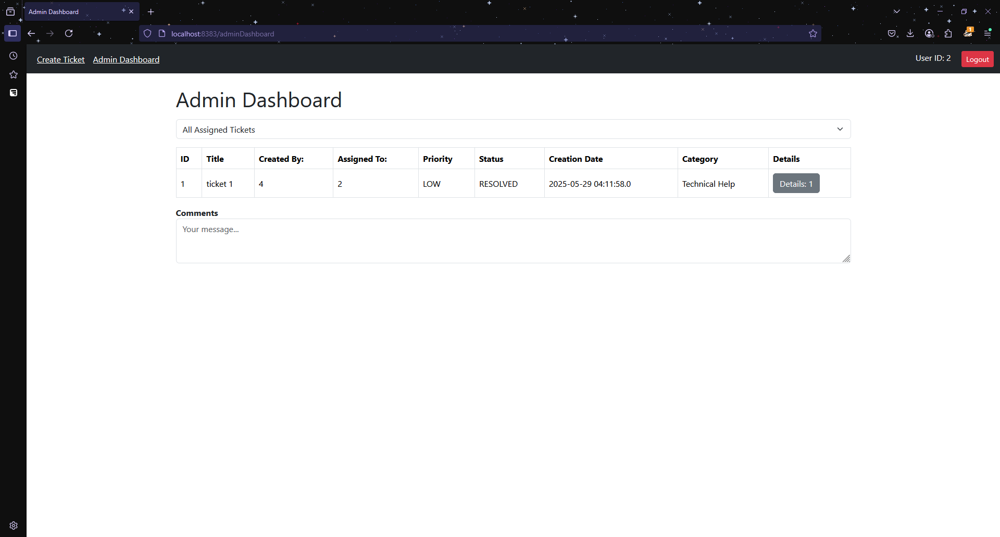 Admin Dashboard
localhost:8383/adminDashboard
1
Create Ticket Admin Dashboard User ID: 2 Logout
Admin Dashboard
All Assigned Tickets
ID Title Created By: Assigned To: Priority Status Creation Date Category Details
1 ticket 1 4 2 LOW RESOLVED 2025-05-29 04:11:58.0 Technical Help Details: 1
Comments
Your message...